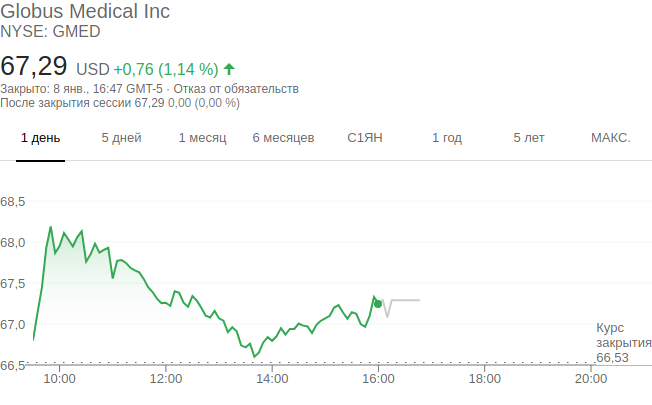 Globus Medical Inc
NYSE: GMED
67,29 USD +0,76 (1,14 %)
Закрыто: 8 янв., 16:47 GMT-5 · Отказ от обязательств
После закрытия сессии 67,29 0,00 (0,00 %)
1 день 5 дней 1 месяц 6 месяцев С1ЯН 1 год 5 лет МАКС.
68,5
68,0
67,5
67,0
Курс
закрытия
66,53
66,5
10:00 12:00 14:00 16:00 18:00 20:00